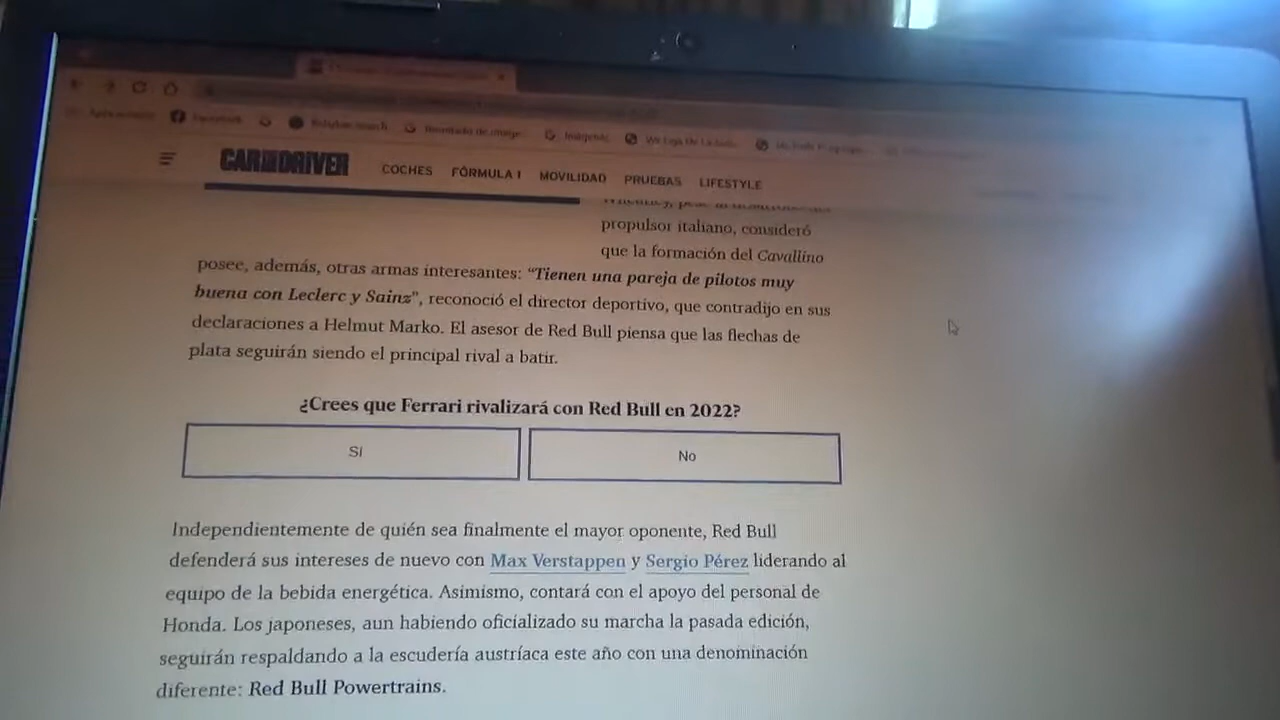 Facebook
CAR AND DRIVER
COCHES FÓRMULA 1 MOVILIDAD PRUEBAS LIFESTYLE
propulsor italiano, consideró
que la formación del Cavallino
posee, además, otras armas interesantes: "Tienen una pareja de pilotos muy
buena con Leclerc y Sainz", reconoció el director deportivo, que contradijo en sus
declaraciones a Helmut Marko. El asesor de Red Bull piensa que las flechas de
plata seguirán siendo el principal rival a batir.
¿Crees que Ferrari rivalizará con Red Bull en 2022?
Sí No
Independientemente de quién sea finalmente el mayor oponente, Red Bull
defenderá sus intereses de nuevo con Max Verstappen y Sergio Pérez liderando al
equipo de la bebida energética. Asimismo, contará con el apoyo del personal de
Honda. Los japoneses, aun habiendo oficializado su marcha la pasada edición,
seguirán respaldando a la escudería austríaca este año con una denominación
diferente: Red Bull Powertrains.